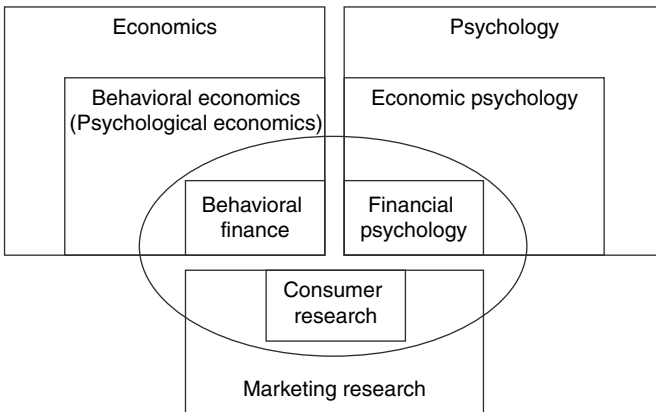 Economics
Psychology
Behavioral economics
(Psychological economics)
Economic psychology
Behavioral
finance
Financial
psychology
Consumer
research
Marketing research